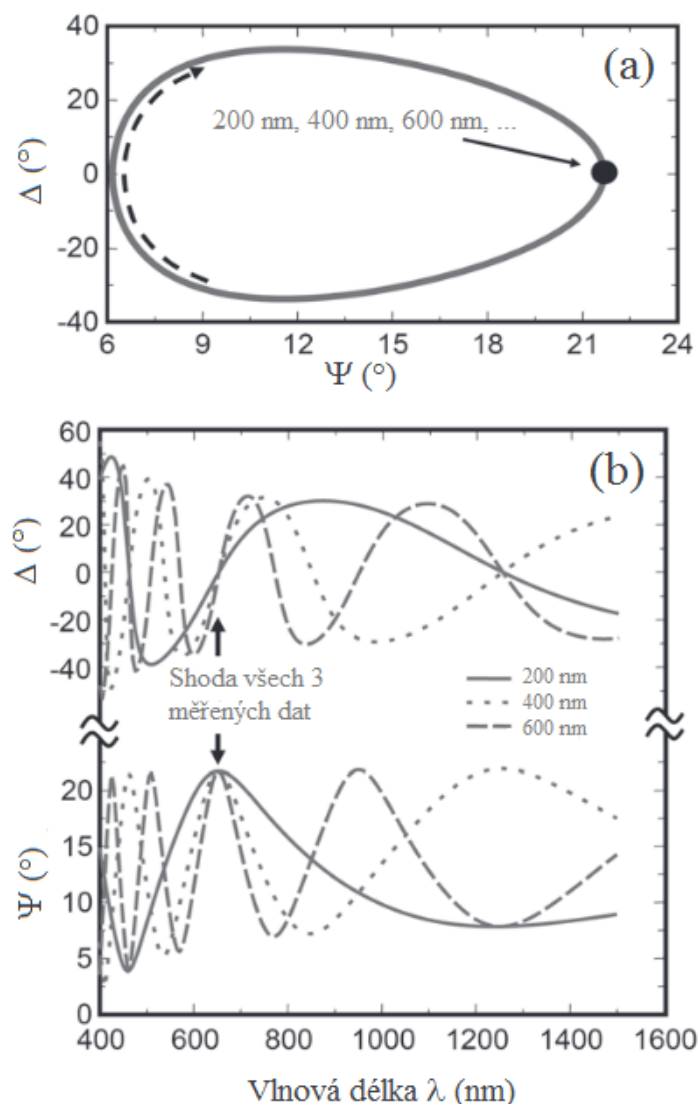 40
(a)
20
200 nm, 400 nm, 600 nm, ...
Δ (°)
0
-20
-40
6 9 12 15 18 21 24
Ψ (°)
60
(b)
40
20
Δ (°)
0
-20
Shoda všech 3
měřených dat
200 nm
400 nm
600 nm
-40
20
15
Ψ (°)
10
5
0
400 600 800 1000 1200 1400 1600
Vlnová délka λ (nm)